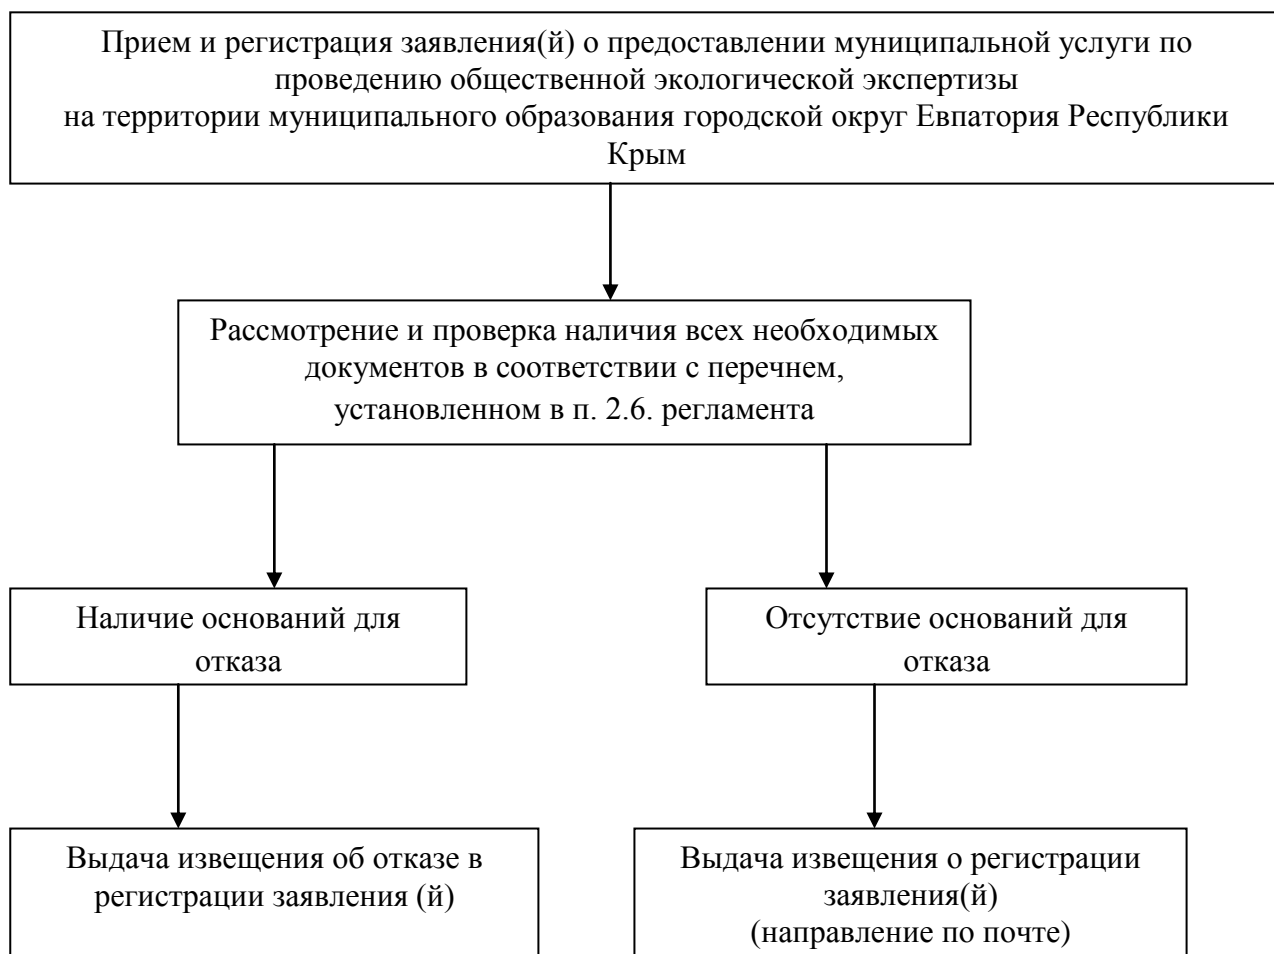 Прием и регистрация заявления(й) о предоставлении муниципальной услуги по
проведению общественной экологической экспертизы
на территории муниципального образования городской округ Евпатория Республики
Крым
Рассмотрение и проверка наличия всех необходимых
документов в соответствии с перечнем,
установленном в п. 2.6. регламента
Наличие оснований для
отказа
Отсутствие оснований для
отказа
Выдача извещения об отказе в
регистрации заявления (й)
Выдача извещения о регистрации
заявления(й)
(направление по почте)